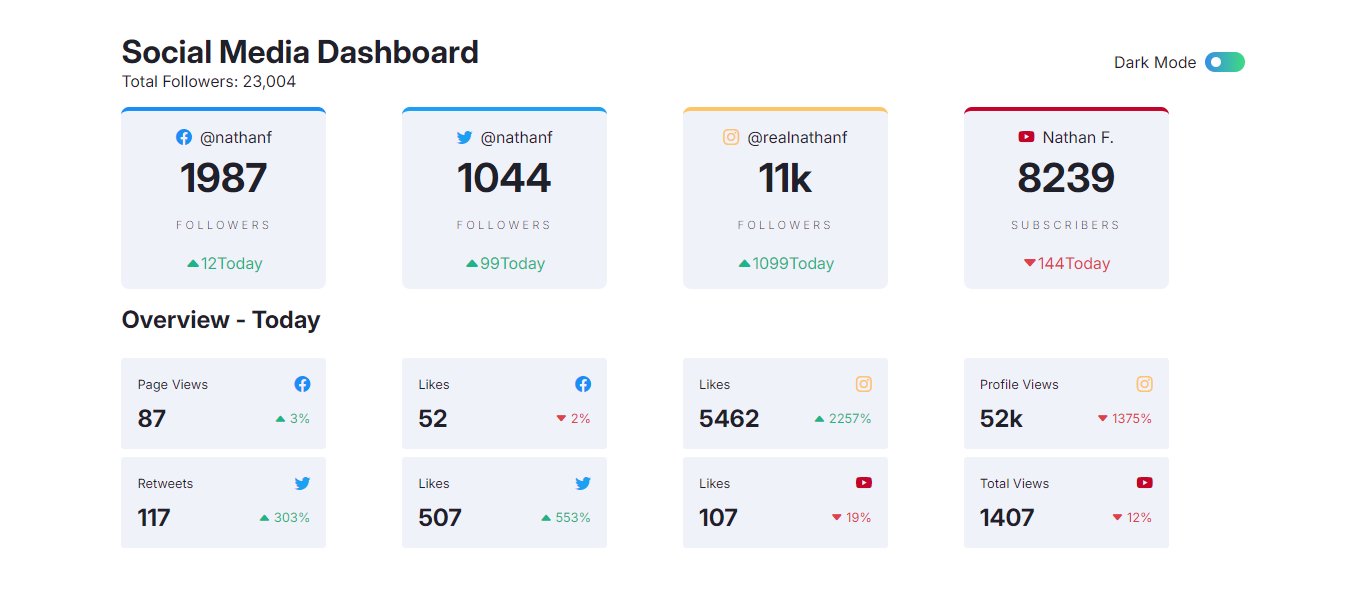 Social Media Dashboard
Total Followers: 23,004
Dark Mode
@nathanf
1987
FOLLOWERS
12Today
@nathanf
1044
FOLLOWERS
99Today
@realnathanf
11k
FOLLOWERS
1099Today
Nathan F.
8239
SUBSCRIBERS
144Today
Overview - Today
Page Views
87
3%
Likes
52
2%
Likes
5462
2257%
Profile Views
52k
1375%
Retweets
117
303%
Likes
507
553%
Likes
107
19%
Total Views
1407
12%